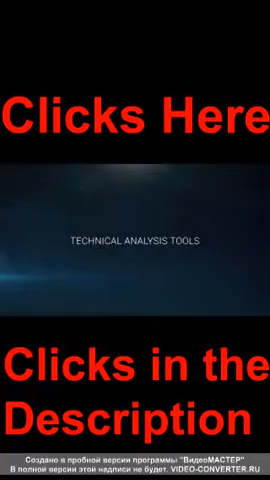 Clicks Here
TECHNICAL ANALYSIS TOOLS
Clicks in the
Description
Создано в пробной версии программы "ВидеоМАСТЕР"
В полной версии этой надписи не будет. VIDEO-CONVERTER.RU